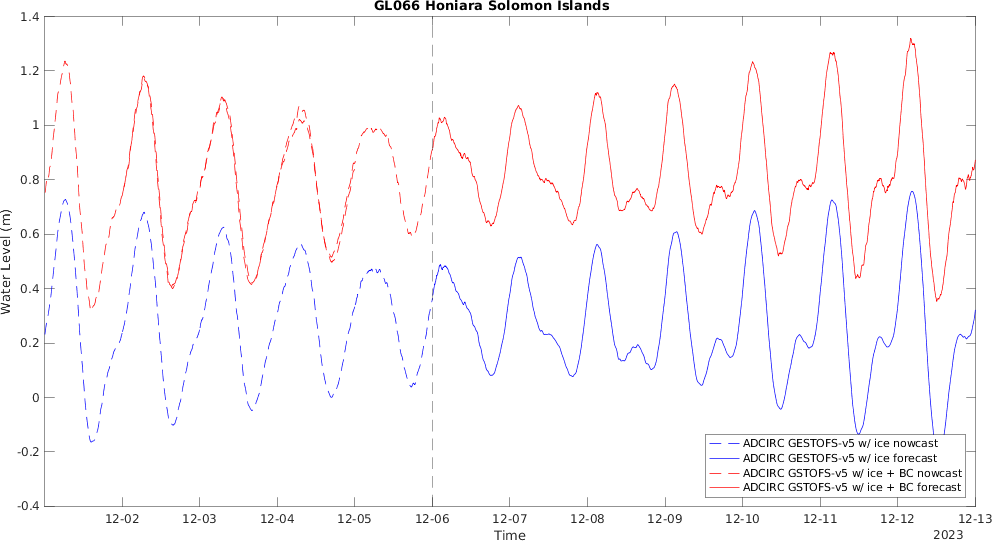 GL066 Honiara Solomon Islands
1.4
1.2
1
0.8
0.6
0.4
0.2
0
-0.2
-0.4
Water Level (m)
ADCIRC GESTOFS-v5 w/ ice nowcast
ADCIRC GESTOFS-v5 w/ ice forecast
ADCIRC GSTOFS-v5 w/ ice + BC nowcast
ADCIRC GSTOFS-v5 w/ ice + BC forecast
12-02 12-03 12-04 12-05 12-06 12-07 12-08 12-09 12-10 12-11 12-12 12-13
Time
2023